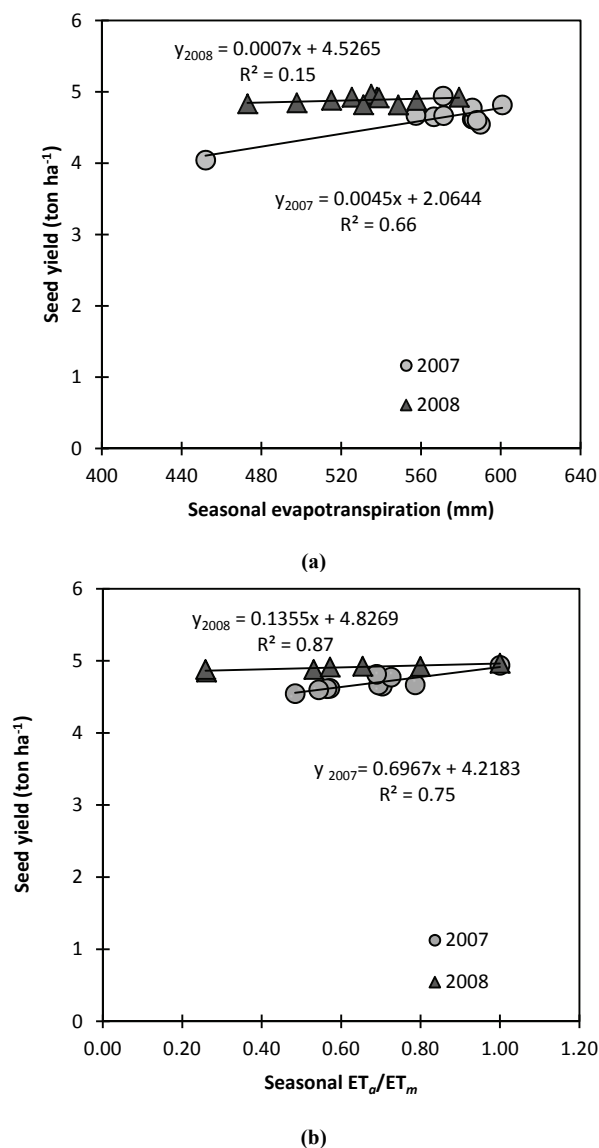 6
y2008 = 0.0007x + 4.5265
R² = 0.15
5
4
y2007 = 0.0045x + 2.0644
R² = 0.66
3
2
1
0
Seed yield (ton ha⁻¹)
2007
2008
400 440 480 520 560 600 640
Seasonal evapotranspiration (mm)
(a)
6
y2008 = 0.1355x + 4.8269
R² = 0.87
5
4
y 2007= 0.6967x + 4.2183
R² = 0.75
3
2
1
0
Seed yield (ton ha⁻¹)
2007
2008
0.00 0.20 0.40 0.60 0.80 1.00 1.20
Seasonal ETa/ETm
(b)